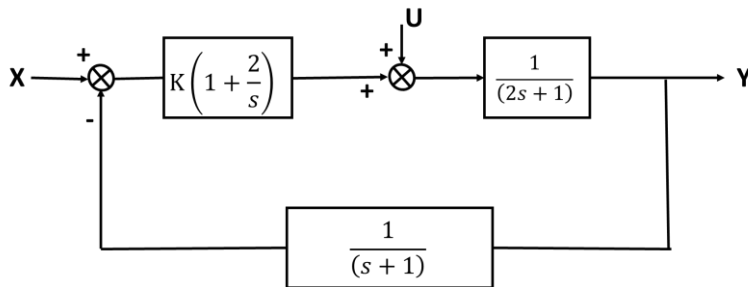 U
+
+
X
K(1 + 2/s)
+
1/(2s + 1)
Y
-
1/(s + 1)